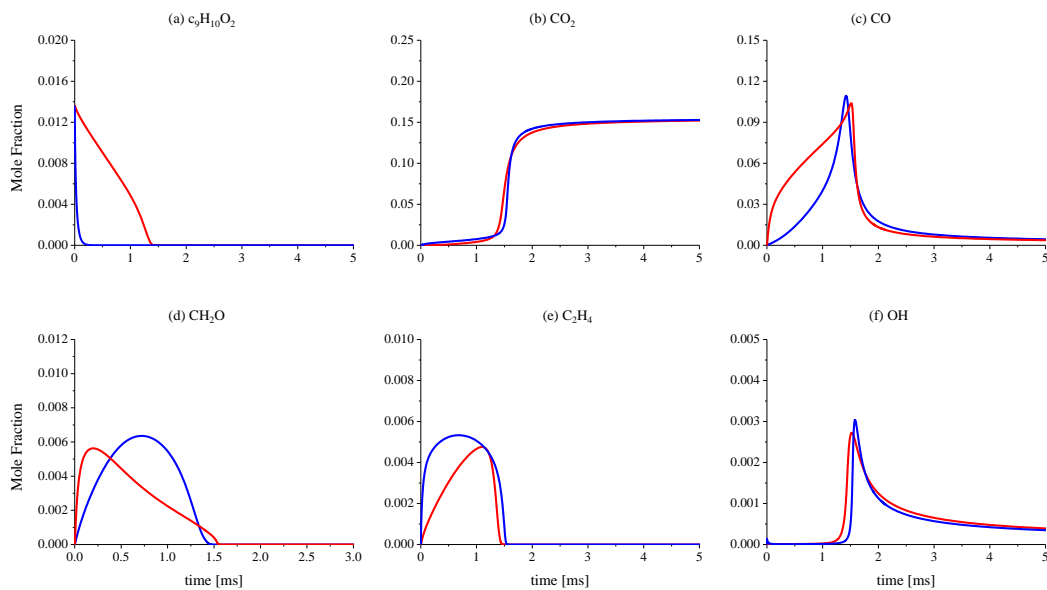 (a) c₉H₁₀O₂ (b) CO₂ (c) CO
0.020 0.25 0.15
0.016 0.20 0.12
0.012 0.15 0.09
0.008 0.10 0.06
0.004 0.05 0.03
0.000 0.00 0.00
Mole Fraction
0 1 2 3 4 5 0 1 2 3 4 5 0 1 2 3 4 5
(d) CH₂O (e) C₂H₄ (f) OH
0.012 0.010 0.005
0.010 0.008 0.004
0.008 0.006 0.003
0.006 0.004 0.002
0.004 0.002 0.001
0.002 0.000 0.000
0.000
Mole Fraction
0.0 0.5 1.0 1.5 2.0 2.5 3.0 0 1 2 3 4 5 0 1 2 3 4 5
time [ms] time [ms] time [ms]